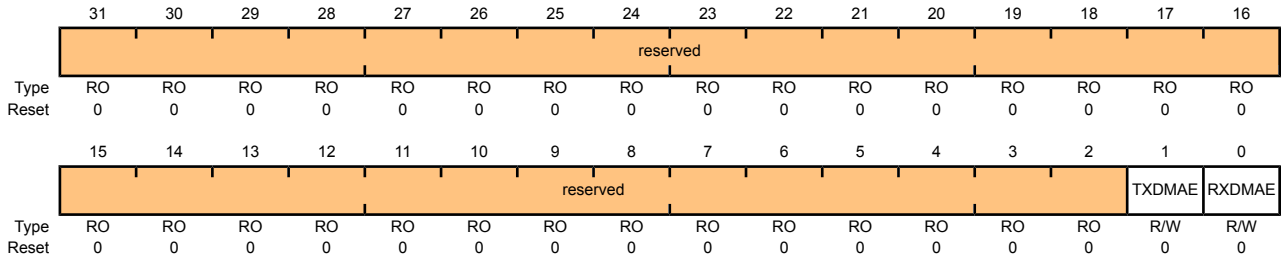 31 30 29 28 27 26 25 24 23 22 21 20 19 18 17 16
reserved
Type RO RO RO RO RO RO RO RO RO RO RO RO RO RO RO RO
Reset 0 0 0 0 0 0 0 0 0 0 0 0 0 0 0 0
15 14 13 12 11 10 9 8 7 6 5 4 3 2 1 0
reserved TXDMAE RXDMAE
Type RO RO RO RO RO RO RO RO RO RO RO RO RO RO R/W R/W
Reset 0 0 0 0 0 0 0 0 0 0 0 0 0 0 0 0